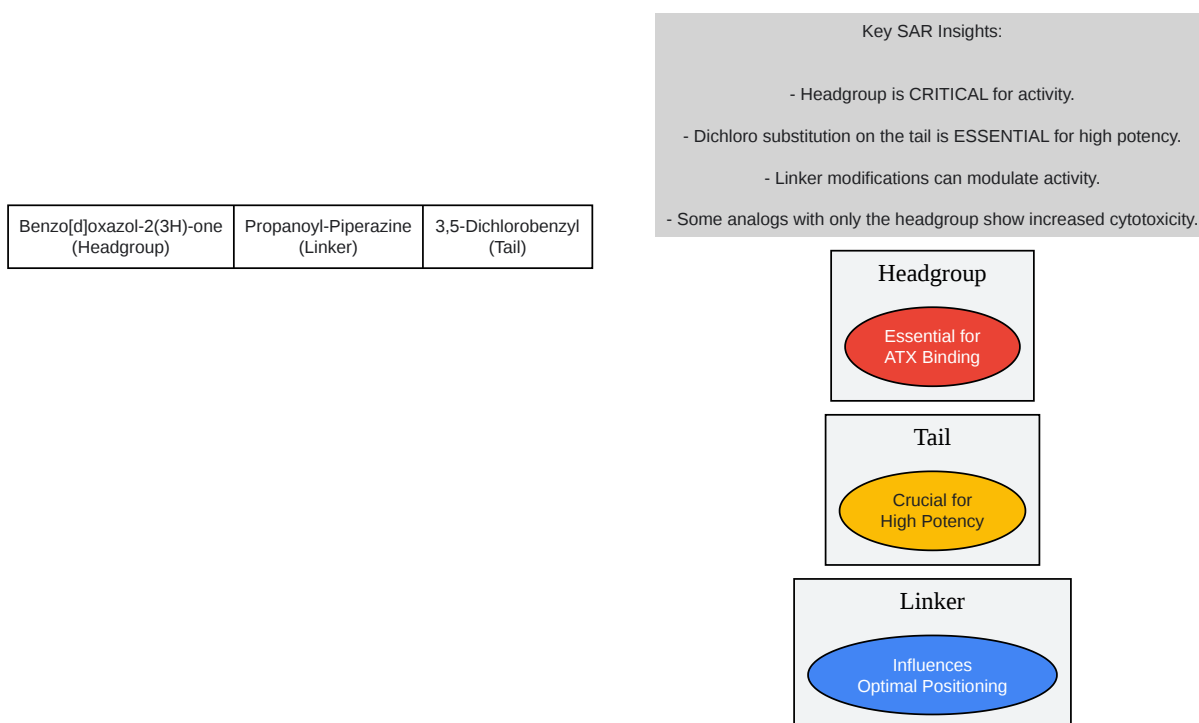 Key SAR Insights:
- Headgroup is CRITICAL for activity.
- Dichloro substitution on the tail is ESSENTIAL for high potency.
- Linker modifications can modulate activity.
- Some analogs with only the headgroup show increased cytotoxicity.
Benzo[d]oxazol-2(3H)-one
(Headgroup)
Propanoyl-Piperazine
(Linker)
3,5-Dichlorobenzyl
(Tail)
Headgroup
Essential for
ATX Binding
Tail
Crucial for
High Potency
Linker
Influences
Optimal Positioning